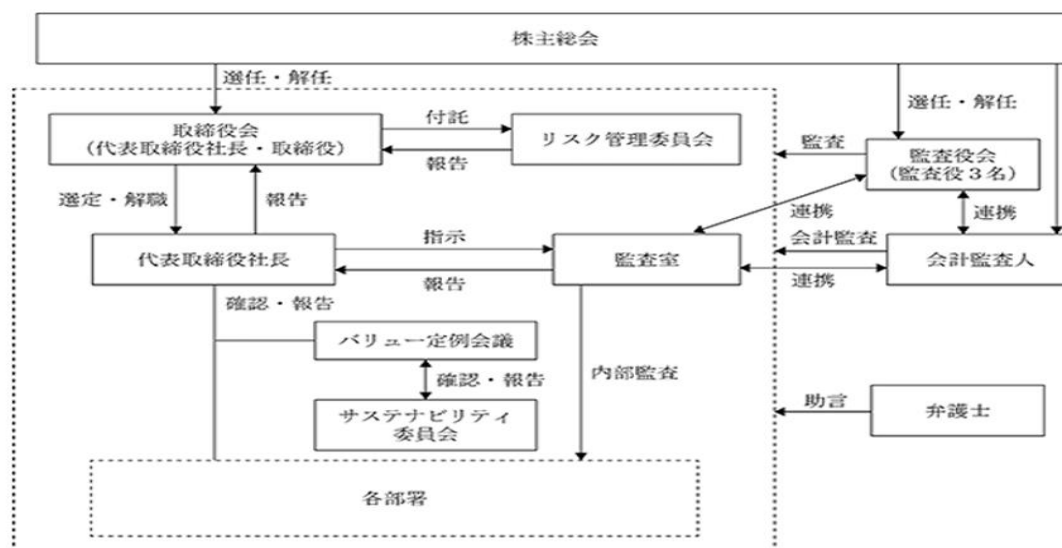 株主総会
選任・解任
選任・解任
取締役会
(代表取締役社長・取締役)
付託
報告
リスク管理委員会
監査
監査役会
(監査役3名)
選定・解職
報告
連携
連携
代表取締役社長
指示
報告
監査室
会計監査
連携
会計監査人
確認・報告
バリュー定例会議
確認・報告
内部監査
サステナビリティ
委員会
助言
弁護士
各部署